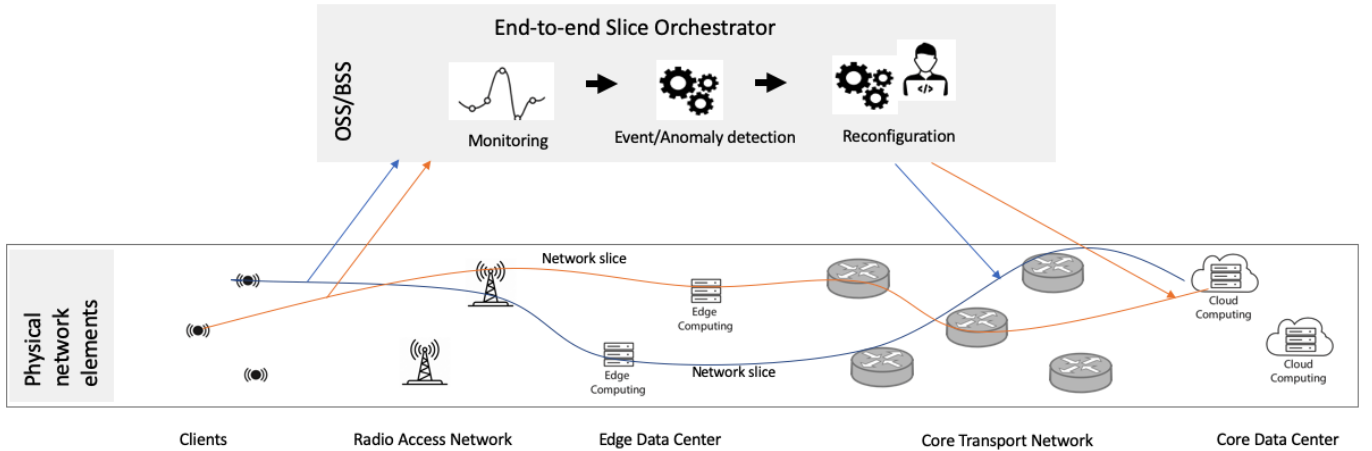 End-to-end Slice Orchestrator
OSS/BSS
Monitoring
Event/Anomaly detection
Reconfiguration
</>
Physical
network
elements
Network slice
Edge
Computing
Edge
Computing
Network slice
Cloud
Computing
Cloud
Computing
Clients
Radio Access Network
Edge Data Center
Core Transport Network
Core Data Center